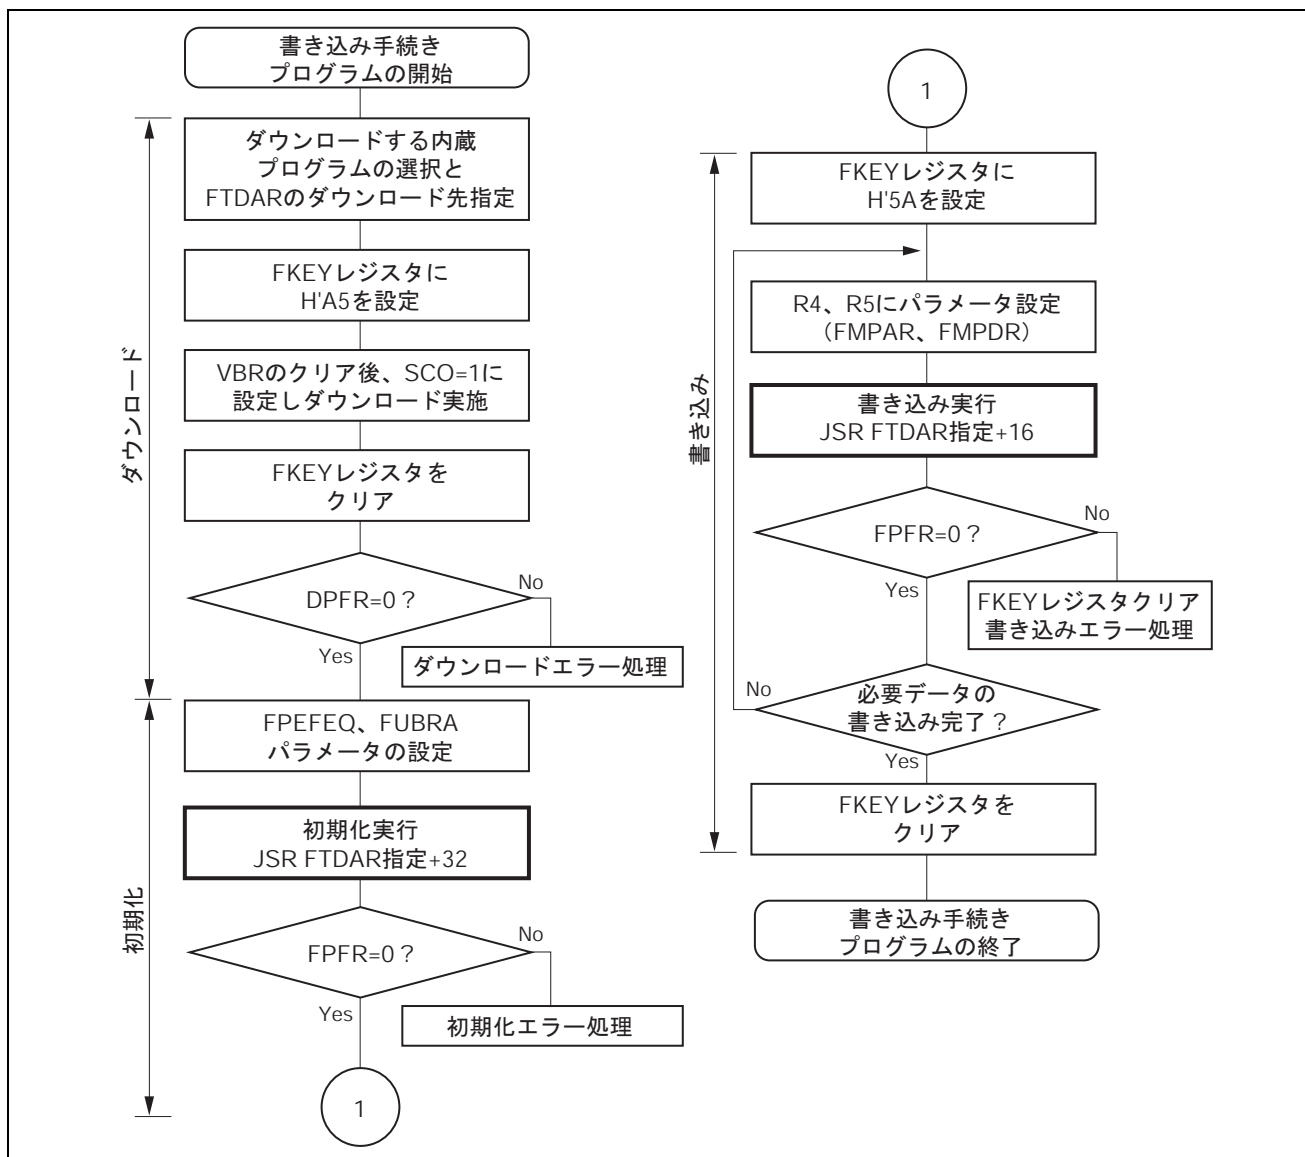 書き込み手続き
プログラムの開始
ダウンロード
ダウンロードする内蔵
プログラムの選択と
FTDARのダウンロード先指定
FKEYレジスタに
H'A5を設定
VBRのクリア後、SCO=1に
設定しダウンロード実施
FKEYレジスタを
クリア
DPFR=0？
No
Yes
ダウンロードエラー処理
初期化
FPEFEQ、FUBRA
パラメータの設定
初期化実行
JSR FTDAR指定+32
FPFR=0？
No
Yes
初期化エラー処理
1
1
書き込み
FKEYレジスタに
H'5Aを設定
R4、R5にパラメータ設定
（FMPAR、FMPDR）
書き込み実行
JSR FTDAR指定+16
FPFR=0？
No
Yes
FKEYレジスタクリア
書き込みエラー処理
No
必要データの
書き込み完了？
Yes
FKEYレジスタを
クリア
書き込み手続き
プログラムの終了